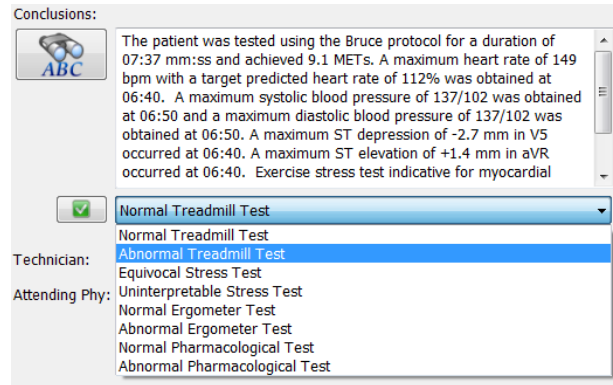 Conclusions:
ABC
The patient was tested using the Bruce protocol for a duration of
07:37 mm:ss and achieved 9.1 METs. A maximum heart rate of 149
bpm with a target predicted heart rate of 112% was obtained at
06:40.  A maximum systolic blood pressure of 137/102 was obtained
at 06:50 and a maximum diastolic blood pressure of 137/102 was
obtained at 06:50. A maximum ST depression of -2.7 mm in V5
occurred at 06:40. A maximum ST elevation of +1.4 mm in aVR
occurred at 06:40.  Exercise stress test indicative for myocardial
Normal Treadmill Test
Normal Treadmill Test
Technician:
Abnormal Treadmill Test
Equivocal Stress Test
Attending Phy:
Uninterpretable Stress Test
Normal Ergometer Test
Abnormal Ergometer Test
Normal Pharmacological Test
Abnormal Pharmacological Test